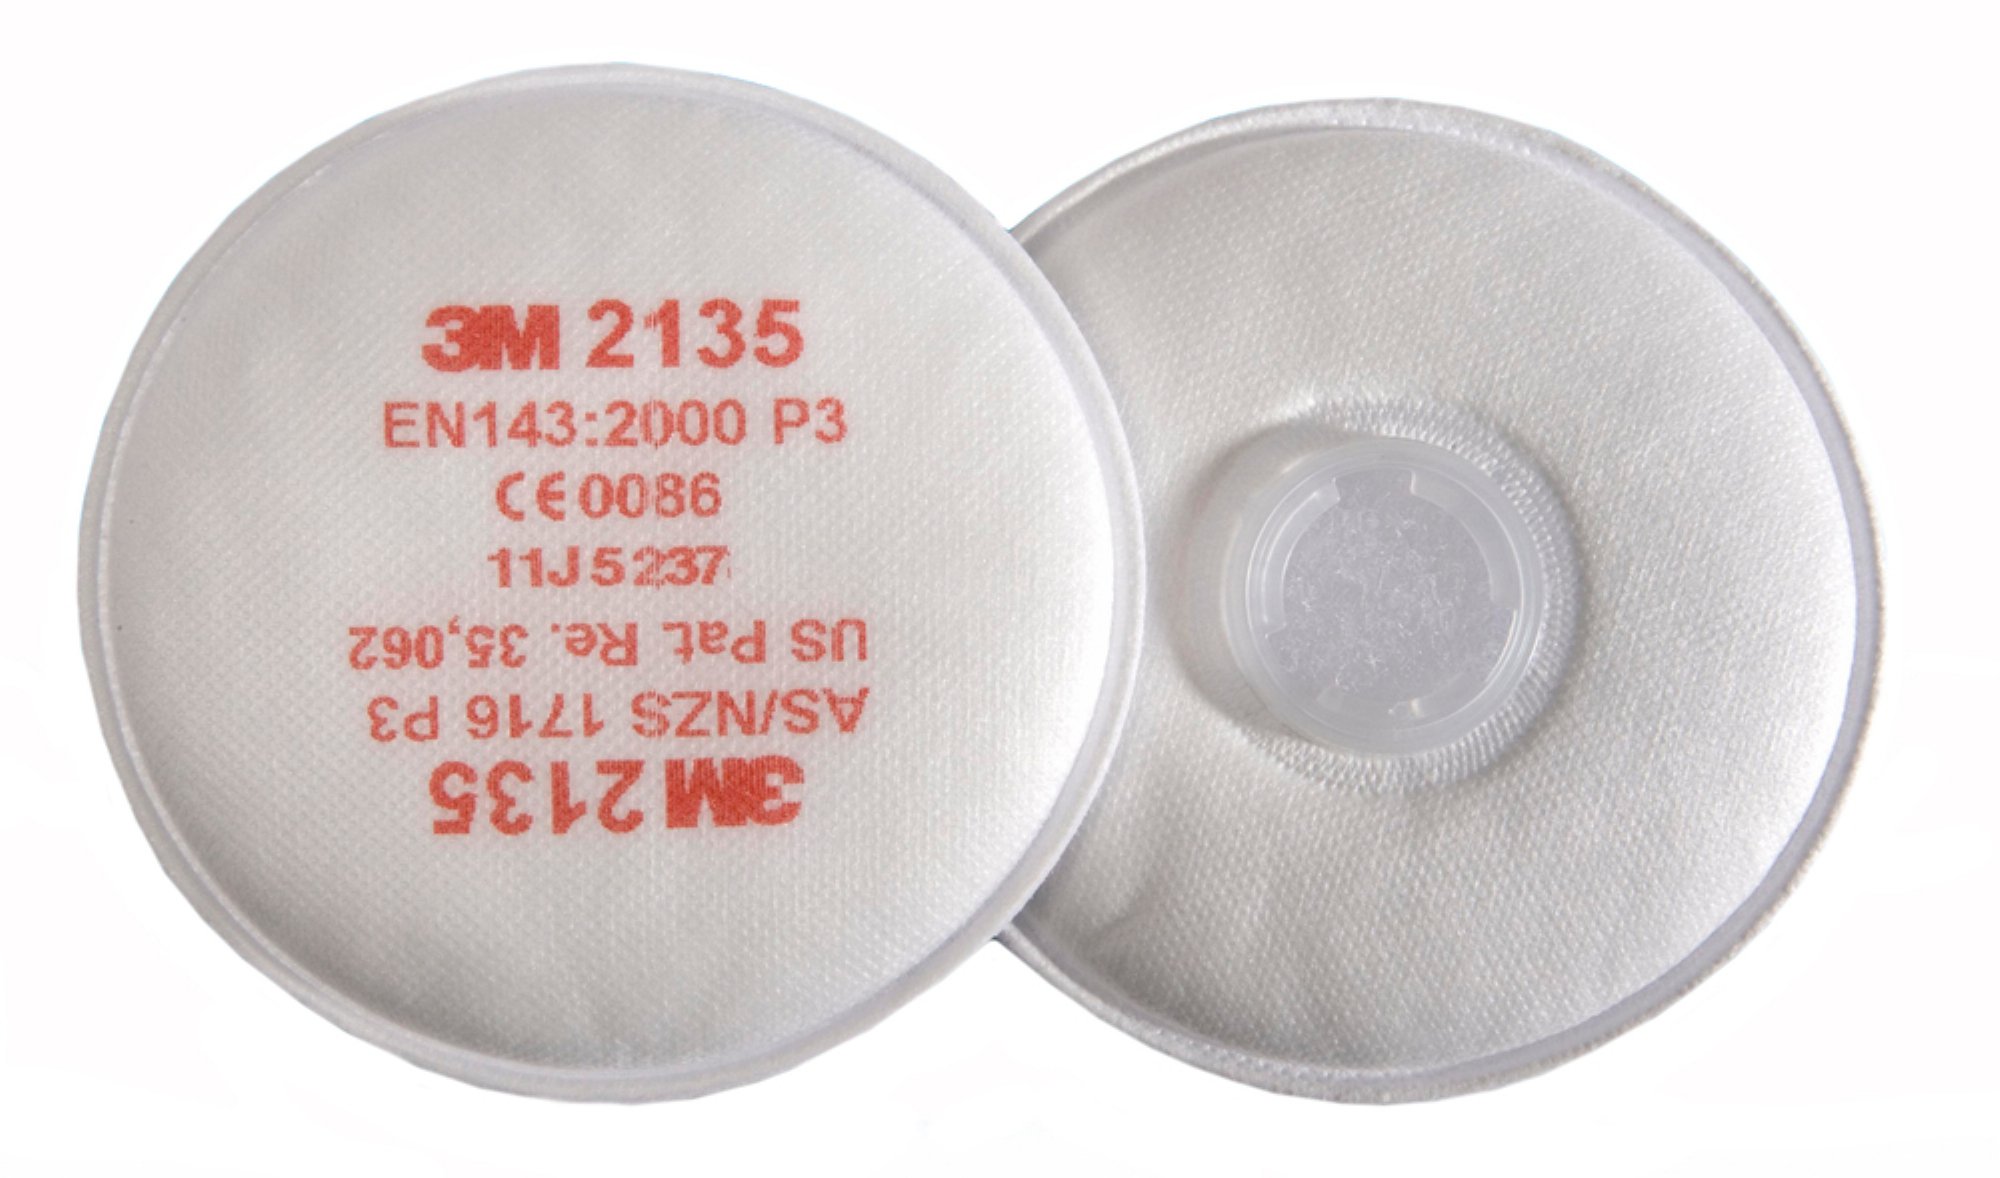 3M 2135
EN143:2000 P3
CE 0086
11J5237
US Pat. Re. 35,062
AS/NZS 1716 P3
3M 2135